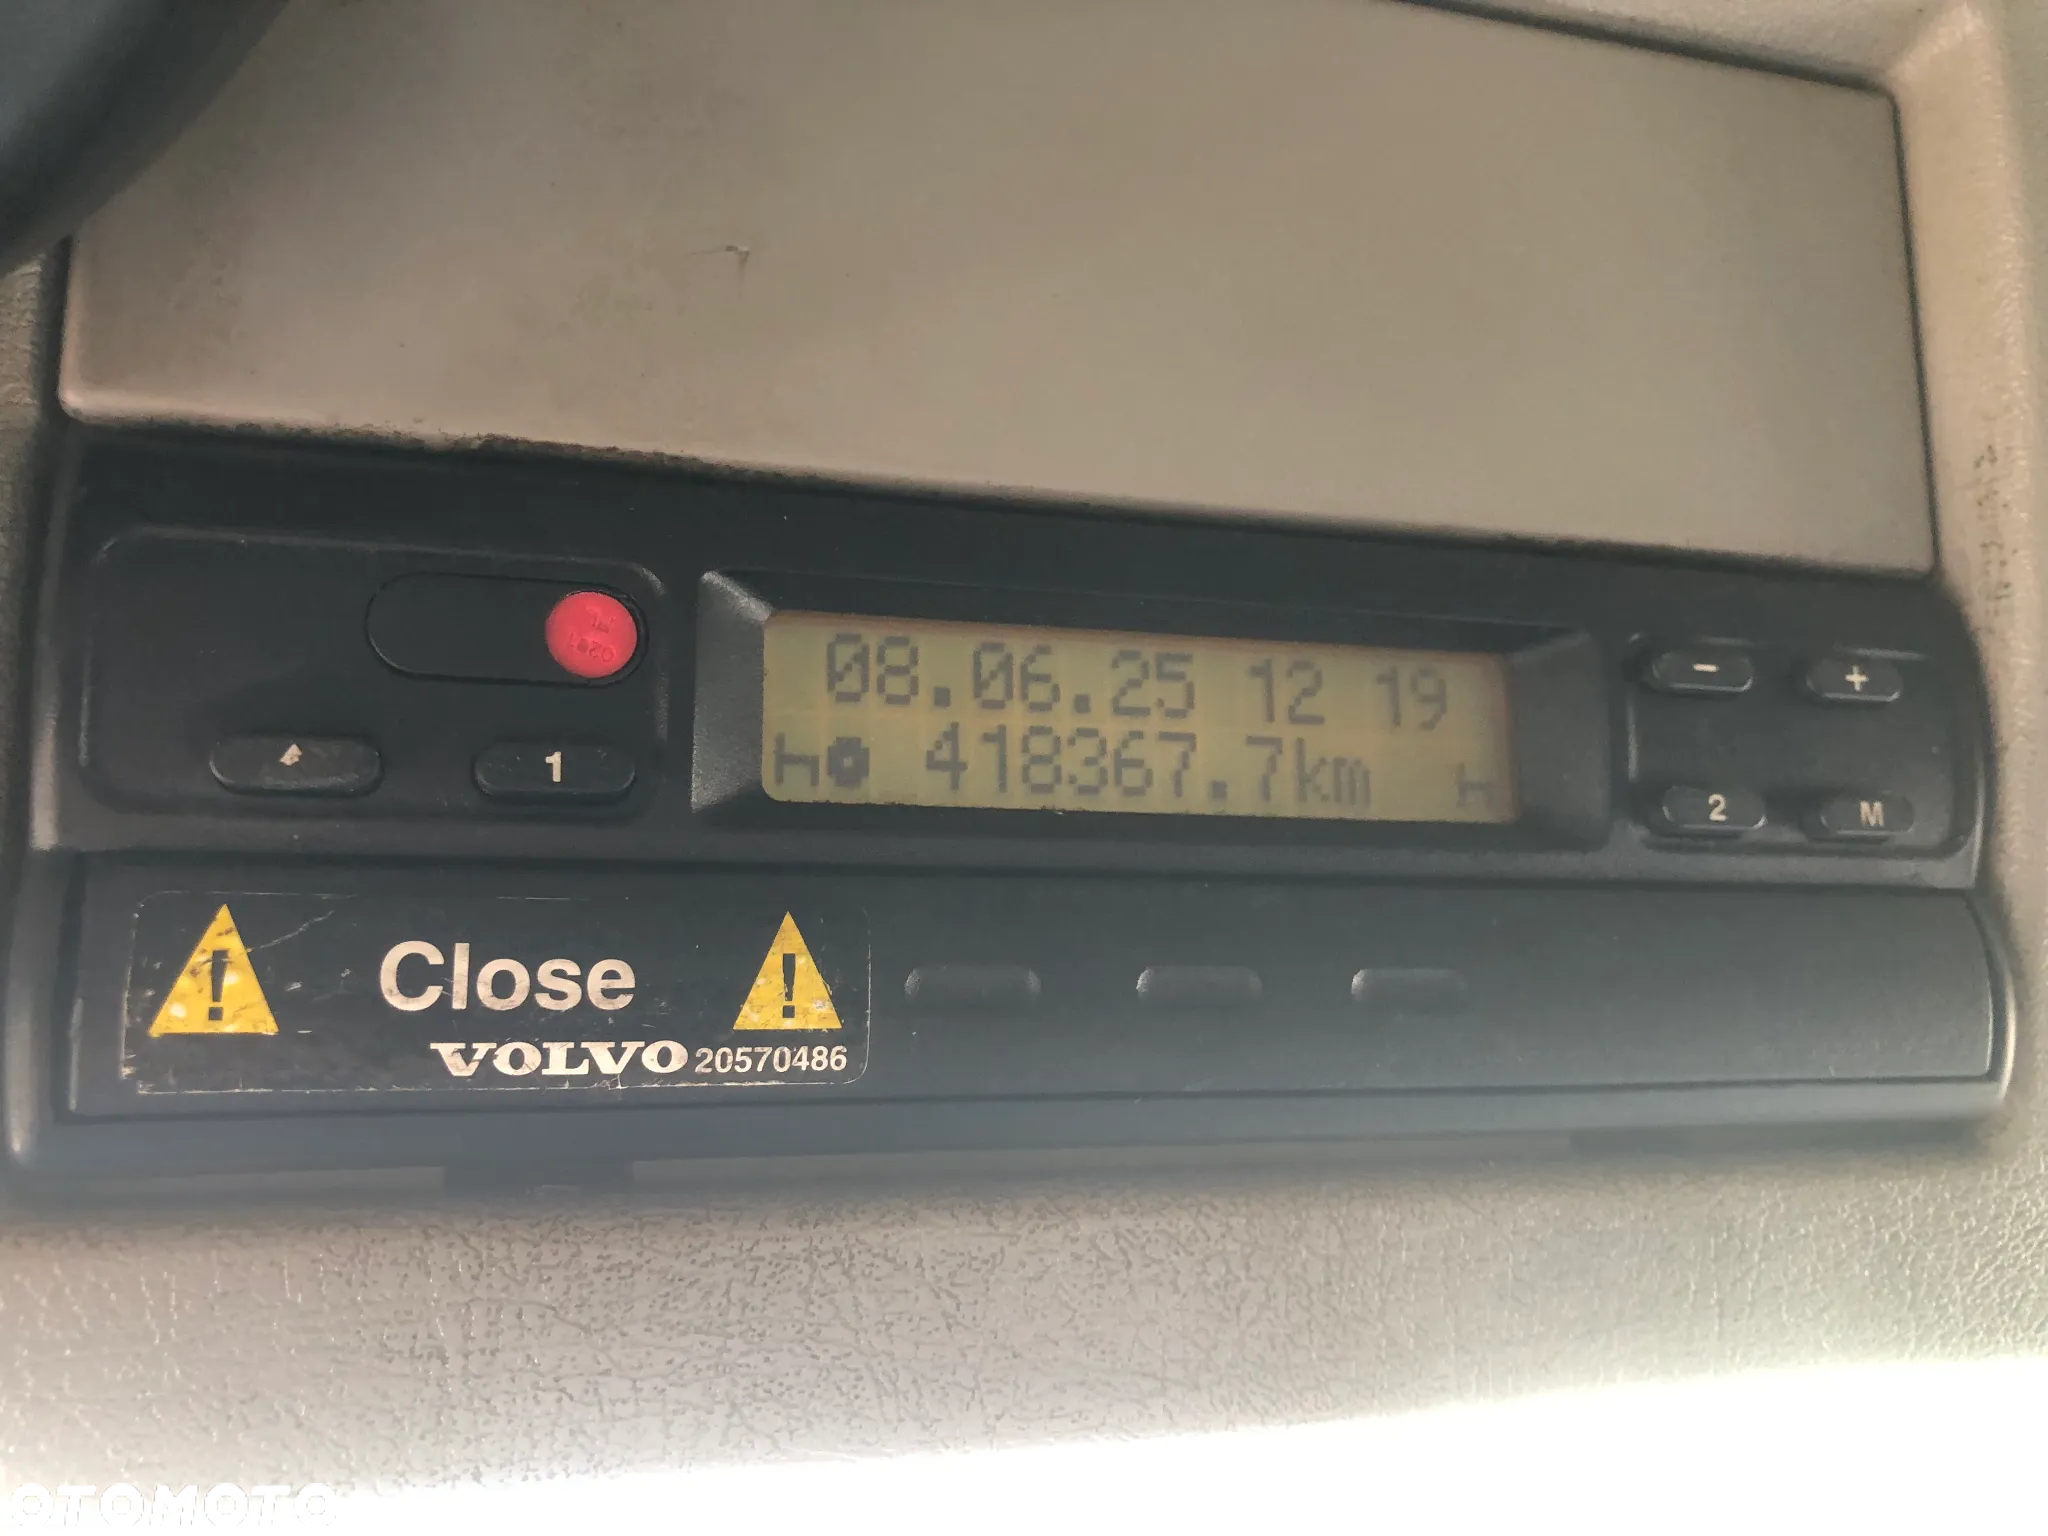 08.06.25 12 19
418367.7km
1
-
+
2
M
Close
VOLVO 20570486
OTOMOTO